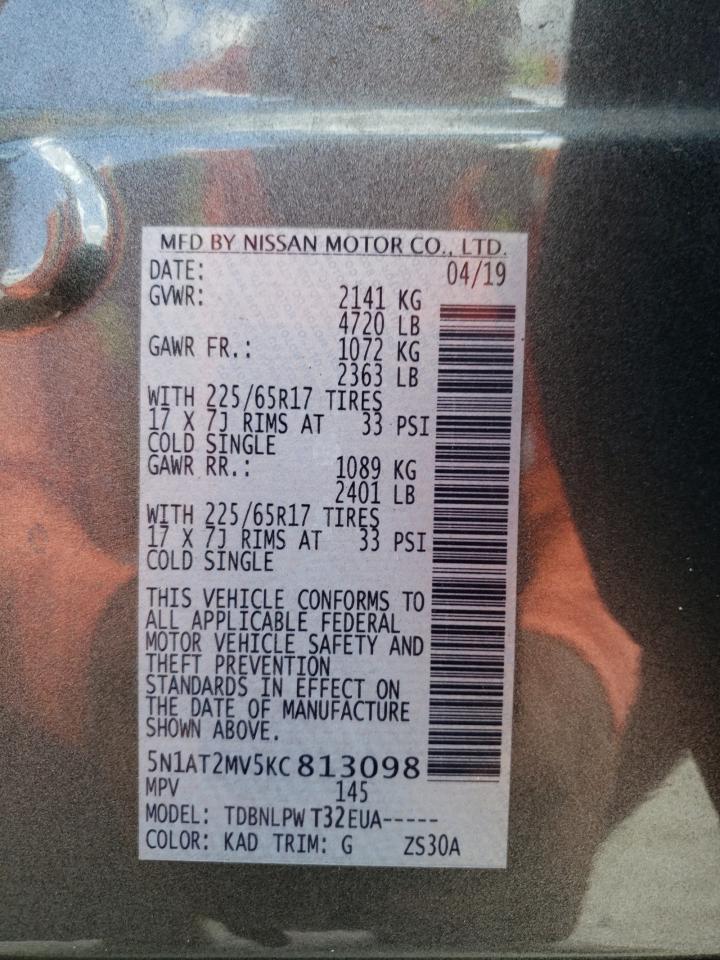 MFD BY NISSAN MOTOR CO., LTD.
DATE: 04/19
GVWR: 2141 KG
4720 LB
GAWR FR.: 1072 KG
2363 LB
WITH 225/65R17 TIRES
17 X 7J RIMS AT 33 PSI
COLD SINGLE
GAWR RR.: 1089 KG
2401 LB
WITH 225/65R17 TIRES
17 X 7J RIMS AT 33 PSI
COLD SINGLE
THIS VEHICLE CONFORMS TO
ALL APPLICABLE FEDERAL
MOTOR VEHICLE SAFETY AND
THEFT PREVENTION
STANDARDS IN EFFECT ON
THE DATE OF MANUFACTURE
SHOWN ABOVE.
5N1AT2MV5KC813098
MPV 145
MODEL: TDBNLPW T32EUA-----
COLOR: KAD TRIM: G ZS30A